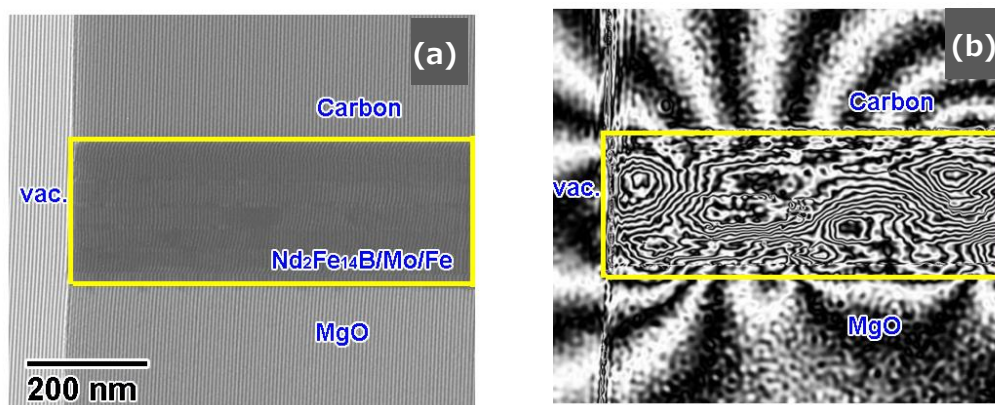 (a)
Carbon
vac.
Nd₂Fe₁₄B/Mo/Fe
MgO
200 nm
(b)
Carbon
vac.
MgO